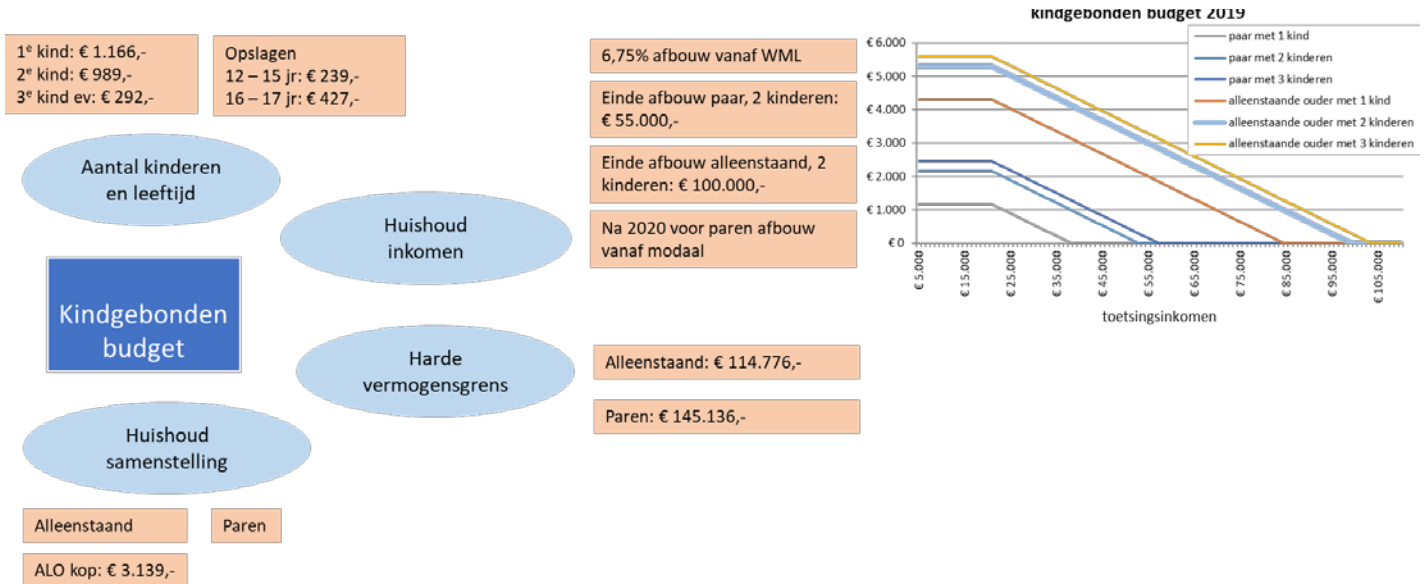 1e kind: € 1.166,-
2e kind: € 989,-
3e kind ev: € 292,-
Opslagen
12 – 15 jr: € 239,-
16 – 17 jr: € 427,-
Aantal kinderen
en leeftijd
Huishoud
inkomen
Kindgebonden
budget
Harde
vermogensgrens
Huishoud
samenstelling
Alleenstaand
Paren
ALO kop: € 3.139,-
6,75% afbouw vanaf WML
Einde afbouw paar, 2 kinderen:
€ 55.000,-
Einde afbouw alleenstaand, 2
kinderen: € 100.000,-
Na 2020 voor paren afbouw
vanaf modaal
Alleenstaand: € 114.776,-
Paren: € 145.136,-
kindgebonden budget 2019
€ 6.000
€ 5.000
€ 4.000
€ 3.000
€ 2.000
€ 1.000
€ 0
paar met 1 kind
paar met 2 kinderen
paar met 3 kinderen
alleenstaande ouder met 1 kind
alleenstaande ouder met 2 kinderen
alleenstaande ouder met 3 kinderen
€ 5.000
€ 15.000
€ 25.000
€ 35.000
€ 45.000
€ 55.000
€ 65.000
€ 75.000
€ 85.000
€ 95.000
€ 105.000
toetsingsinkomen